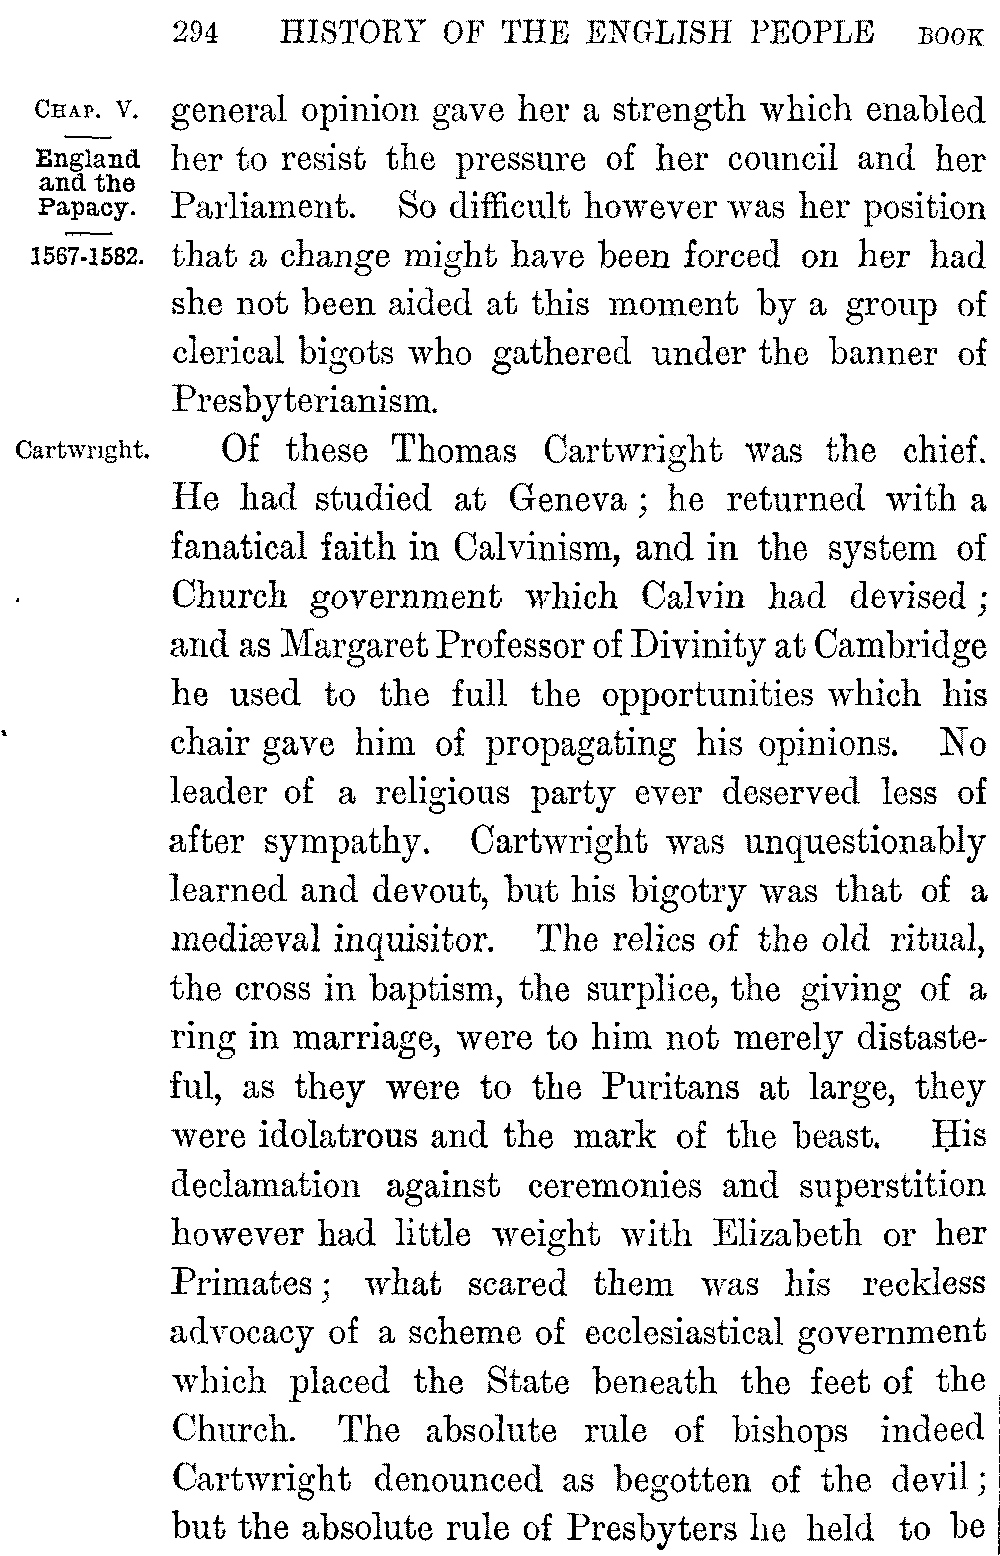 294 HISTORY OF THE ENGLISH PEOPLE BOOK
CHAP. V.
England
and the
Papacy.
1567-1582.
general opinion gave her a strength which enabled
her to resist the pressure of her council and her
Parliament. So difficult however was her position
that a change might have been forced on her had
she not been aided at this moment by a group of
clerical bigots who gathered under the banner of
Presbyterianism.
Cartwright.
Of these Thomas Cartwright was the chief.
He had studied at Geneva ; he returned with a
fanatical faith in Calvinism, and in the system of
Church government which Calvin had devised ;
and as Margaret Professor of Divinity at Cambridge
he used to the full the opportunities which his
chair gave him of propagating his opinions. No
leader of a religious party ever deserved less of
after sympathy. Cartwright was unquestionably
learned and devout, but his bigotry was that of a
mediæval inquisitor. The relics of the old ritual,
the cross in baptism, the surplice, the giving of a
ring in marriage, were to him not merely distaste-
ful, as they were to the Puritans at large, they
were idolatrous and the mark of the beast. His
declamation against ceremonies and superstition
however had little weight with Elizabeth or her
Primates ; what scared them was his reckless
advocacy of a scheme of ecclesiastical government
which placed the State beneath the feet of the
Church. The absolute rule of bishops indeed
Cartwright denounced as begotten of the devil ;
but the absolute rule of Presbyters he held to be